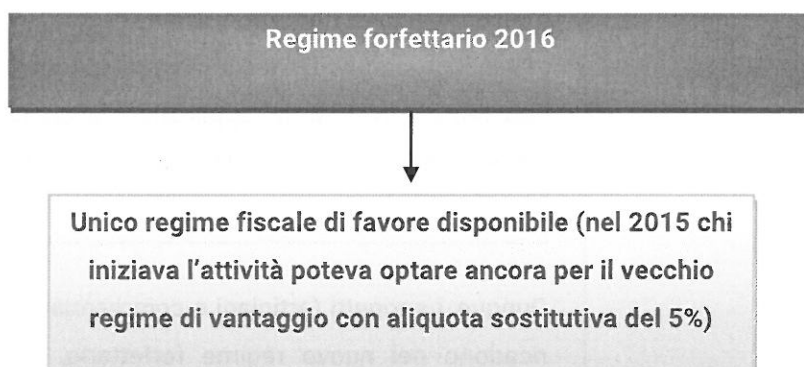 Regime forfettario 2016
Unico regime fiscale di favore disponibile (nel 2015 chi
iniziava l'attività poteva optare ancora per il vecchio
regime di vantaggio con aliquota sostitutiva del 5%)